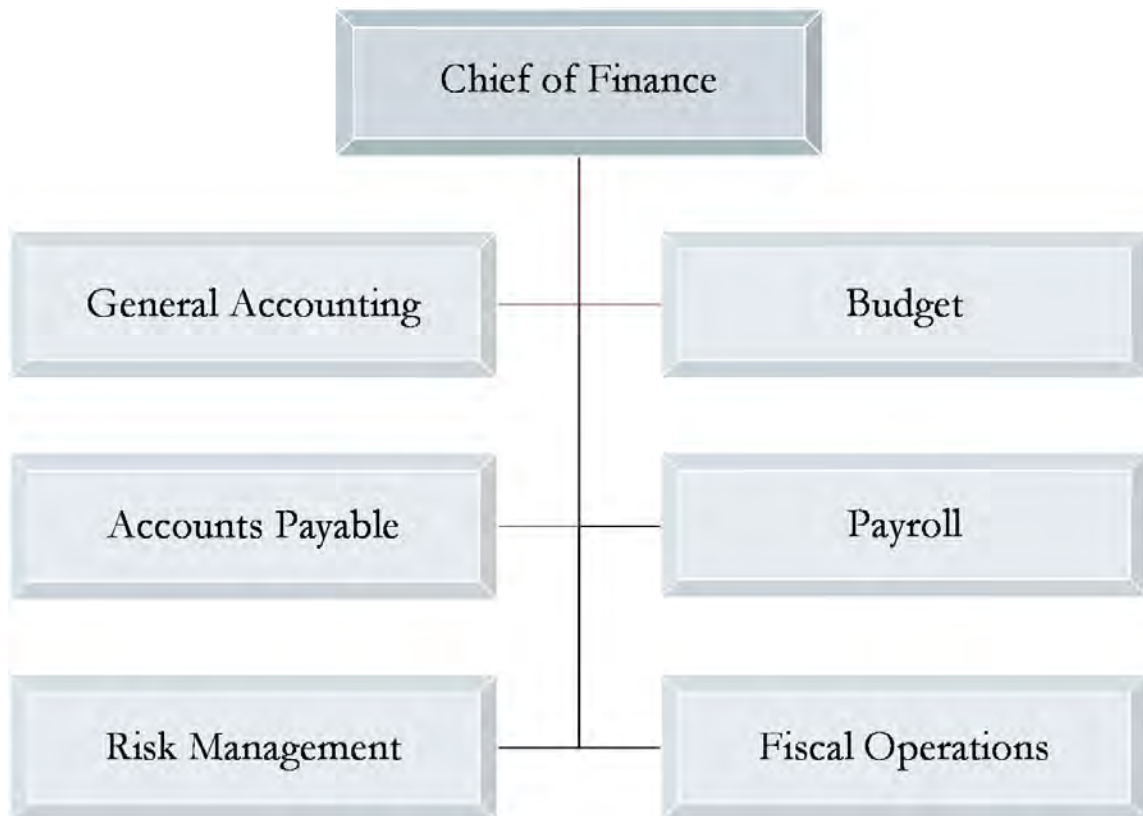 Chief of Finance
General Accounting
Budget
Accounts Payable
Payroll
Risk Management
Fiscal Operations